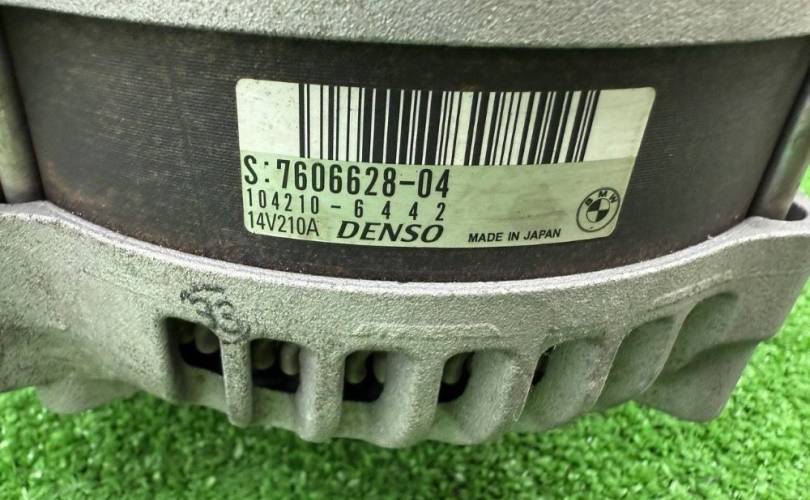 S:7606628-04
104210-6442
14V210A DENSO MADE IN JAPAN
BMW